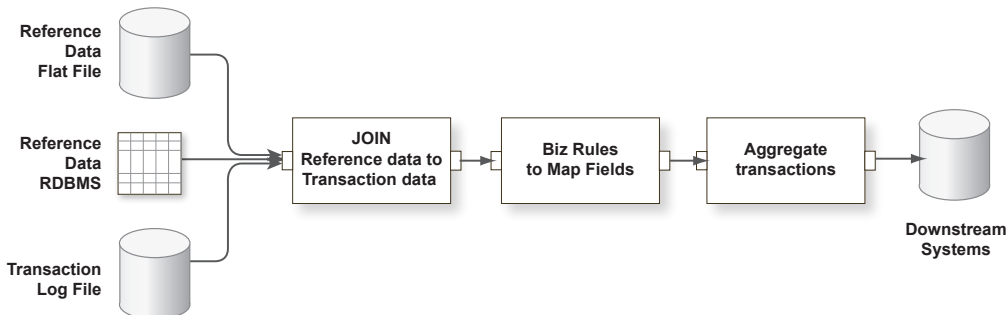 Reference
Data
Flat File
Reference
Data
RDBMS
Transaction
Log File
JOIN
Reference data to
Transaction data
Biz Rules
to Map Fields
Aggregate
transactions
Downstream
Systems